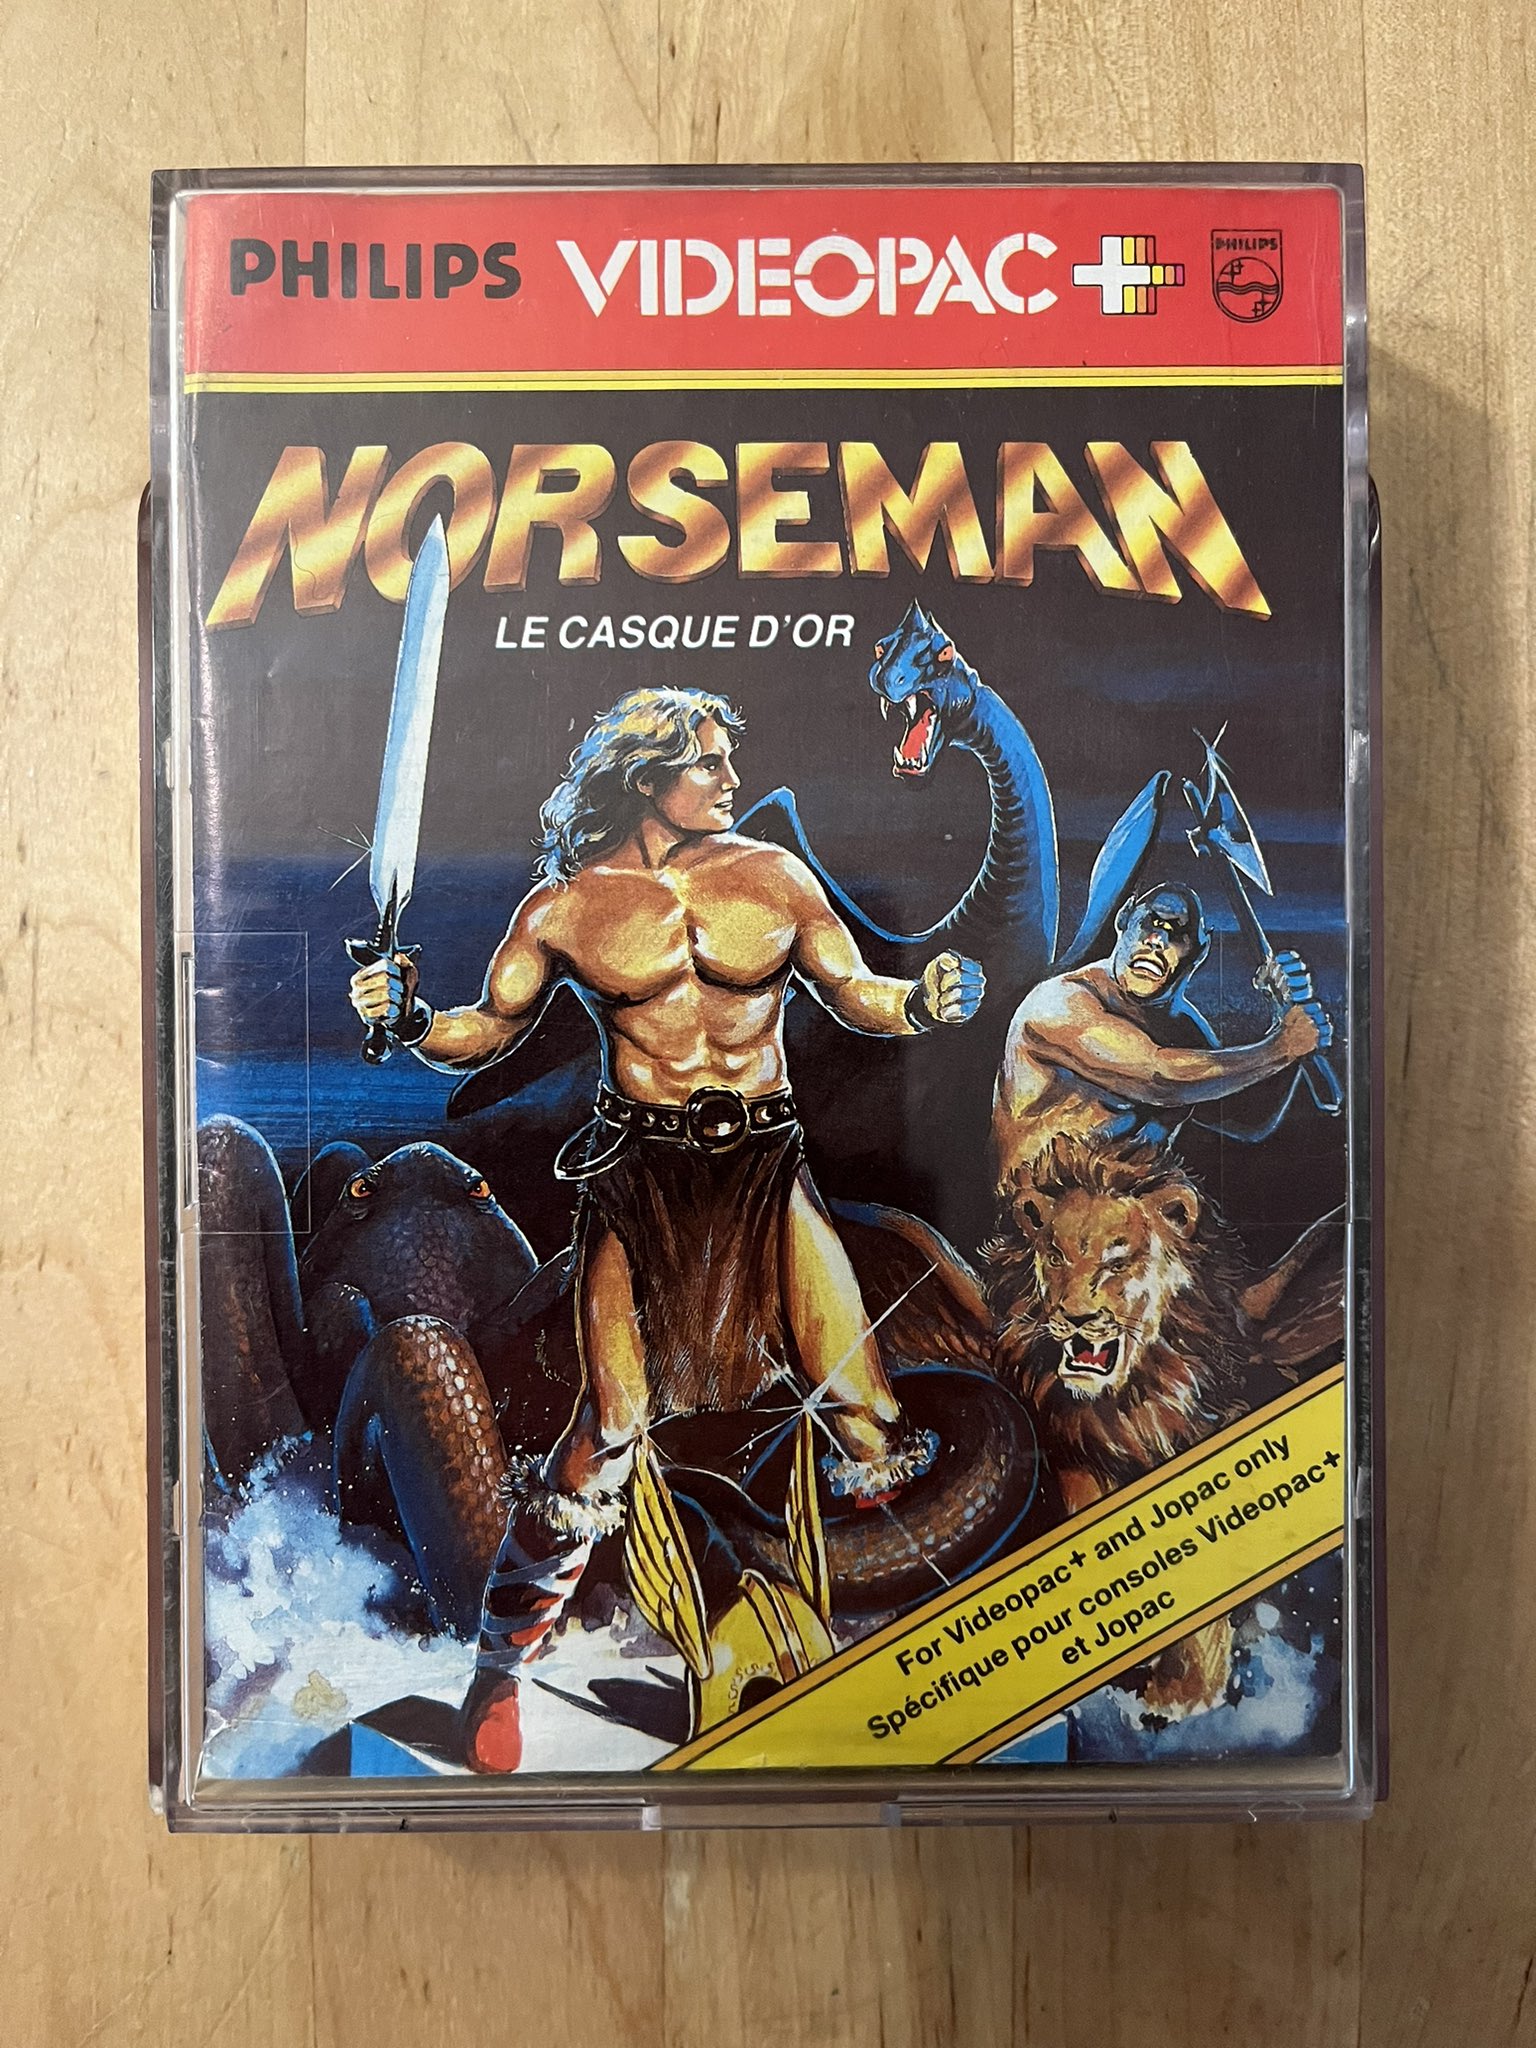 PHILIPS VIDEOPAC+ PHILIPS
NORSEMAN
LE CASQUE D'OR
For Videopac+ and Jopac only
Spécifique pour consoles Videopac+
et Jopac